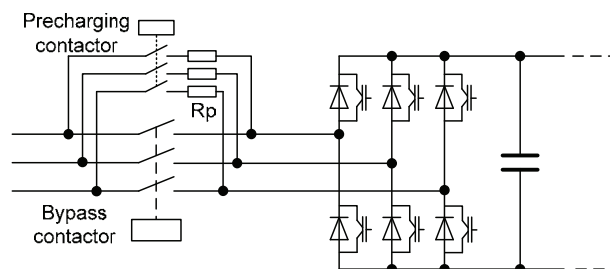 Precharging
contactor
Rp
Bypass
contactor